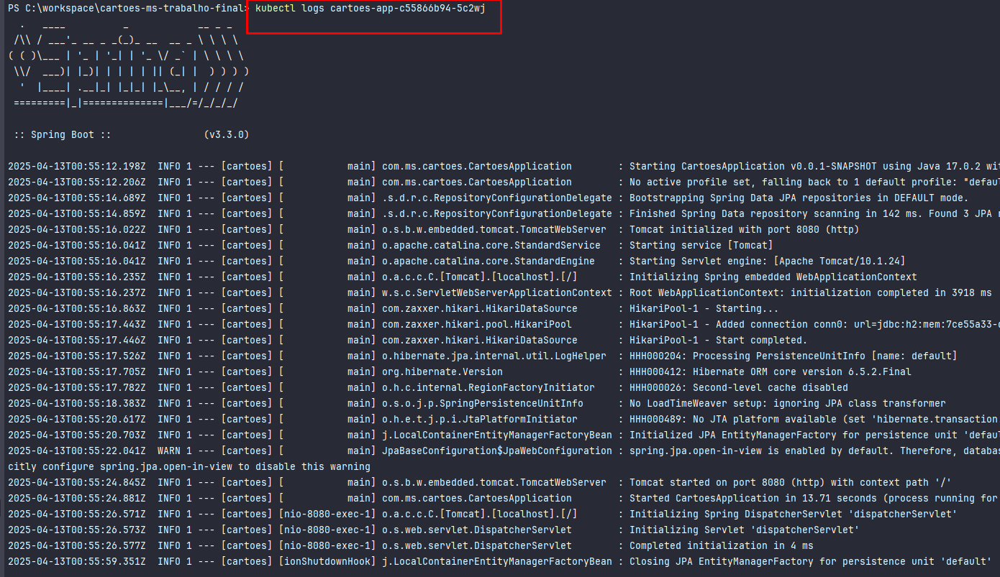 PS C:\workspace\cartoes-ms-trabalho-final> kubectl logs cartoes-app-c55866b94-5c2wj
  .   ____          _            __ _ _
 /\\ / ___'_ __ _ _(_)_ __  __ _ \ \ \ \
( ( )\___ | '_ | '_| | '_ \/ _` | \ \ \ \
 \\/  ___)| |_)| | | | | || (_| |  ) ) ) )
  '  |____| .__|_| |_|_| |_\__, | / / / /
 =========|_|==============|___/=/_/_/_/

 :: Spring Boot ::                (v3.3.0)

2025-04-13T00:55:12.198Z  INFO 1 --- [cartoes] [           main] com.ms.cartoes.CartoesApplication        : Starting CartoesApplication v0.0.1-SNAPSHOT using Java 17.0.2 wit
2025-04-13T00:55:12.206Z  INFO 1 --- [cartoes] [           main] com.ms.cartoes.CartoesApplication        : No active profile set, falling back to 1 default profile: "defaul
2025-04-13T00:55:14.689Z  INFO 1 --- [cartoes] [           main] .s.d.r.c.RepositoryConfigurationDelegate : Bootstrapping Spring Data JPA repositories in DEFAULT mode.
2025-04-13T00:55:14.859Z  INFO 1 --- [cartoes] [           main] .s.d.r.c.RepositoryConfigurationDelegate : Finished Spring Data repository scanning in 142 ms. Found 3 JPA
2025-04-13T00:55:16.022Z  INFO 1 --- [cartoes] [           main] o.s.b.w.embedded.tomcat.TomcatWebServer  : Tomcat initialized with port 8080 (http)
2025-04-13T00:55:16.041Z  INFO 1 --- [cartoes] [           main] o.apache.catalina.core.StandardService   : Starting service [Tomcat]
2025-04-13T00:55:16.041Z  INFO 1 --- [cartoes] [           main] o.apache.catalina.core.StandardEngine    : Starting Servlet engine: [Apache Tomcat/10.1.24]
2025-04-13T00:55:16.235Z  INFO 1 --- [cartoes] [           main] o.a.c.c.C.[Tomcat].[localhost].[/]       : Initializing Spring embedded WebApplicationContext
2025-04-13T00:55:16.237Z  INFO 1 --- [cartoes] [           main] w.s.c.ServletWebServerApplicationContext : Root WebApplicationContext: initialization completed in 3918 ms
2025-04-13T00:55:16.863Z  INFO 1 --- [cartoes] [           main] com.zaxxer.hikari.HikariDataSource       : HikariPool-1 - Starting...
2025-04-13T00:55:17.443Z  INFO 1 --- [cartoes] [           main] com.zaxxer.hikari.pool.HikariPool        : HikariPool-1 - Added connection conn0: url=jdbc:h2:mem:7ce55a33-
2025-04-13T00:55:17.446Z  INFO 1 --- [cartoes] [           main] com.zaxxer.hikari.HikariDataSource       : HikariPool-1 - Start completed.
2025-04-13T00:55:17.526Z  INFO 1 --- [cartoes] [           main] o.hibernate.jpa.internal.util.LogHelper  : HHH000204: Processing PersistenceUnitInfo [name: default]
2025-04-13T00:55:17.705Z  INFO 1 --- [cartoes] [           main] org.hibernate.Version                    : HHH000412: Hibernate ORM core version 6.5.2.Final
2025-04-13T00:55:17.782Z  INFO 1 --- [cartoes] [           main] o.h.c.internal.RegionFactoryInitiator    : HHH000026: Second-level cache disabled
2025-04-13T00:55:18.383Z  INFO 1 --- [cartoes] [           main] o.s.o.j.p.SpringPersistenceUnitInfo      : No LoadTimeWeaver setup: ignoring JPA class transformer
2025-04-13T00:55:20.617Z  INFO 1 --- [cartoes] [           main] o.h.e.t.j.p.i.JtaPlatformInitiator       : HHH000489: No JTA platform available (set 'hibernate.transaction
2025-04-13T00:55:20.703Z  INFO 1 --- [cartoes] [           main] j.LocalContainerEntityManagerFactoryBean : Initialized JPA EntityManagerFactory for persistence unit 'defaul
2025-04-13T00:55:22.041Z  WARN 1 --- [cartoes] [           main] JpaBaseConfiguration$JpaWebConfiguration : spring.jpa.open-in-view is enabled by default. Therefore, databas
citly configure spring.jpa.open-in-view to disable this warning
2025-04-13T00:55:24.845Z  INFO 1 --- [cartoes] [           main] o.s.b.w.embedded.tomcat.TomcatWebServer  : Tomcat started on port 8080 (http) with context path '/'
2025-04-13T00:55:24.881Z  INFO 1 --- [cartoes] [           main] com.ms.cartoes.CartoesApplication        : Started CartoesApplication in 13.71 seconds (process running for
2025-04-13T00:55:26.571Z  INFO 1 --- [cartoes] [nio-8080-exec-1] o.a.c.c.C.[Tomcat].[localhost].[/]       : Initializing Spring DispatcherServlet 'dispatcherServlet'
2025-04-13T00:55:26.573Z  INFO 1 --- [cartoes] [nio-8080-exec-1] o.s.web.servlet.DispatcherServlet        : Initializing Servlet 'dispatcherServlet'
2025-04-13T00:55:26.577Z  INFO 1 --- [cartoes] [nio-8080-exec-1] o.s.web.servlet.DispatcherServlet        : Completed initialization in 4 ms
2025-04-13T00:55:59.351Z  INFO 1 --- [cartoes] [ionShutdownHook] j.LocalContainerEntityManagerFactoryBean : Closing JPA EntityManagerFactory for persistence unit 'default'